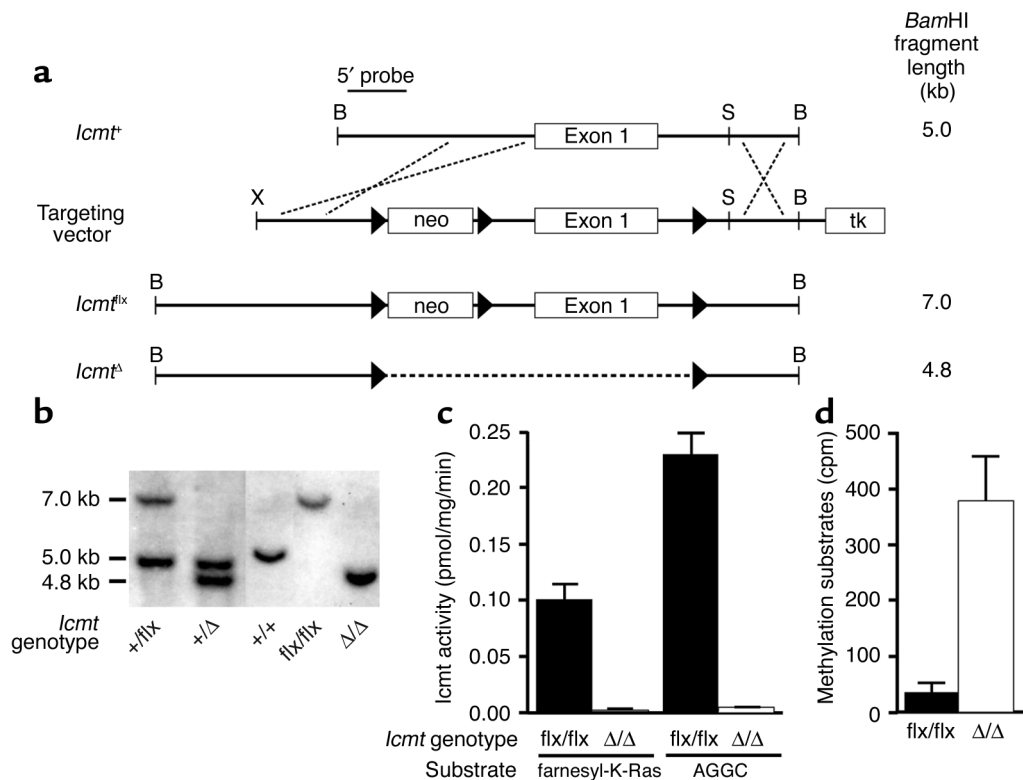 a
BamHI
fragment
length
(kb)
5′ probe
B S B
Icmt+ Exon 1 5.0
X S B
Targeting
vector
neo Exon 1 tk
B B
Icmtflx neo Exon 1 7.0
B B
IcmtΔ 4.8
b
7.0 kb
5.0 kb
4.8 kb
Icmt
genotype
+/flx +/Δ +/+ flx/flx Δ/Δ
c
Icmt activity (pmol/mg/min)
0.25
0.20
0.15
0.10
0.05
0.00
Icmt genotype flx/flx Δ/Δ flx/flx Δ/Δ
Substrate farnesyl-K-Ras AGGC
d
Methylation substrates (cpm)
500
400
300
200
100
0
flx/flx Δ/Δ